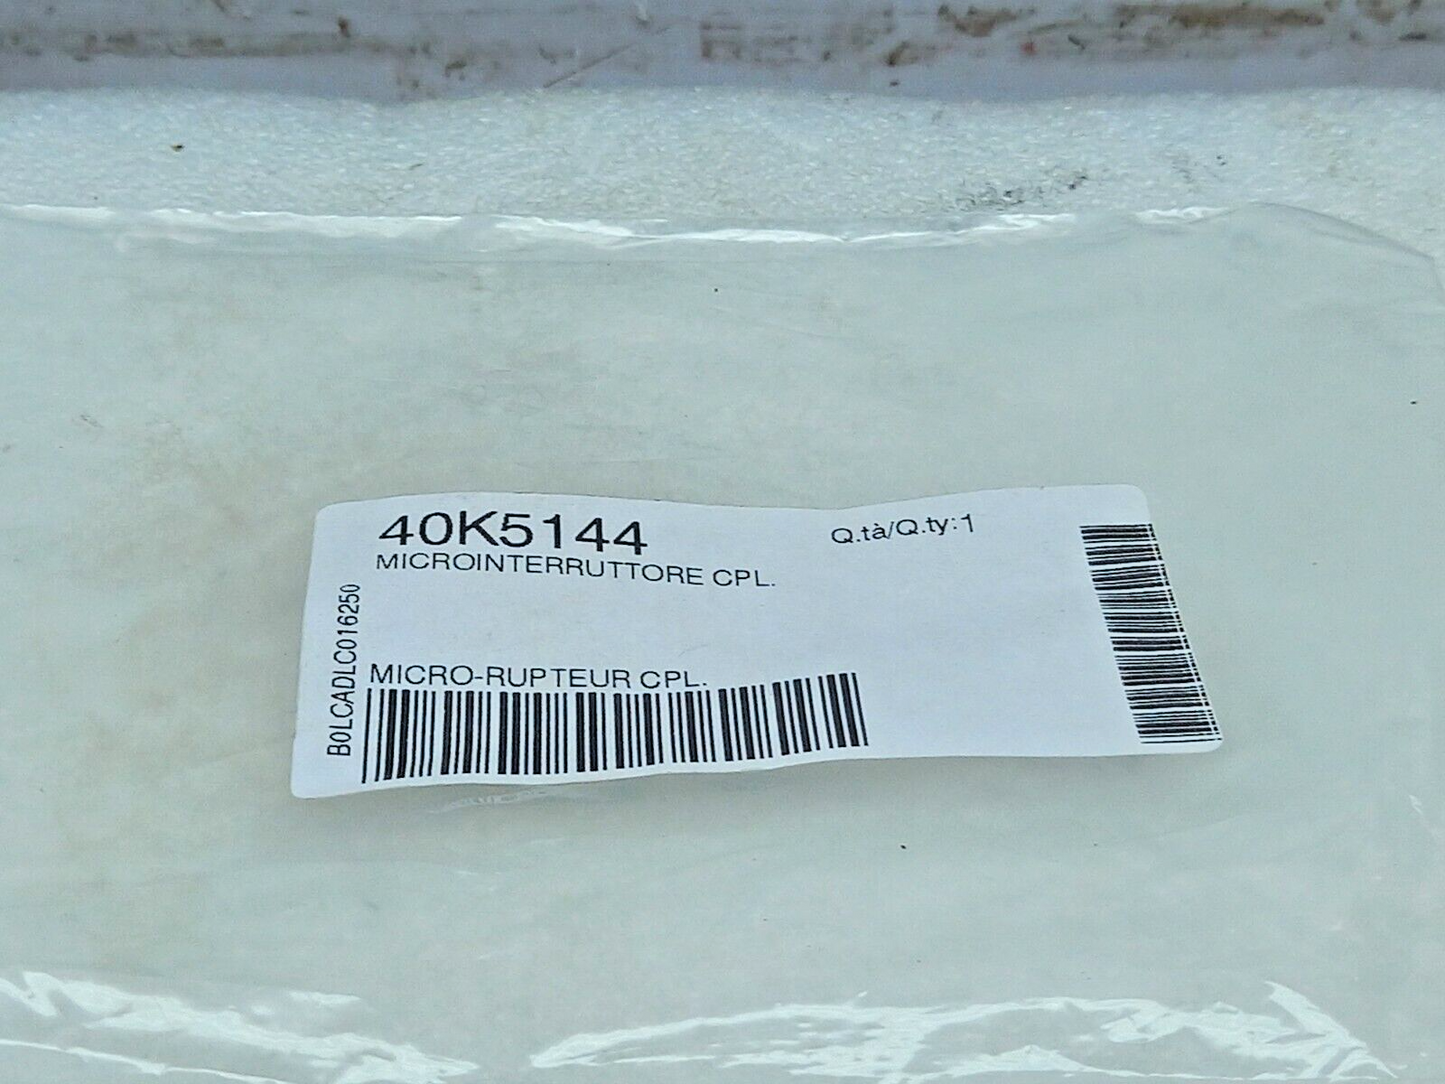 40K5144
Q.tà/Q.ty:1
MICROINTERRUTTORE CPL.
MICRO-RUPTEUR CPL.
B0LCADLC016250